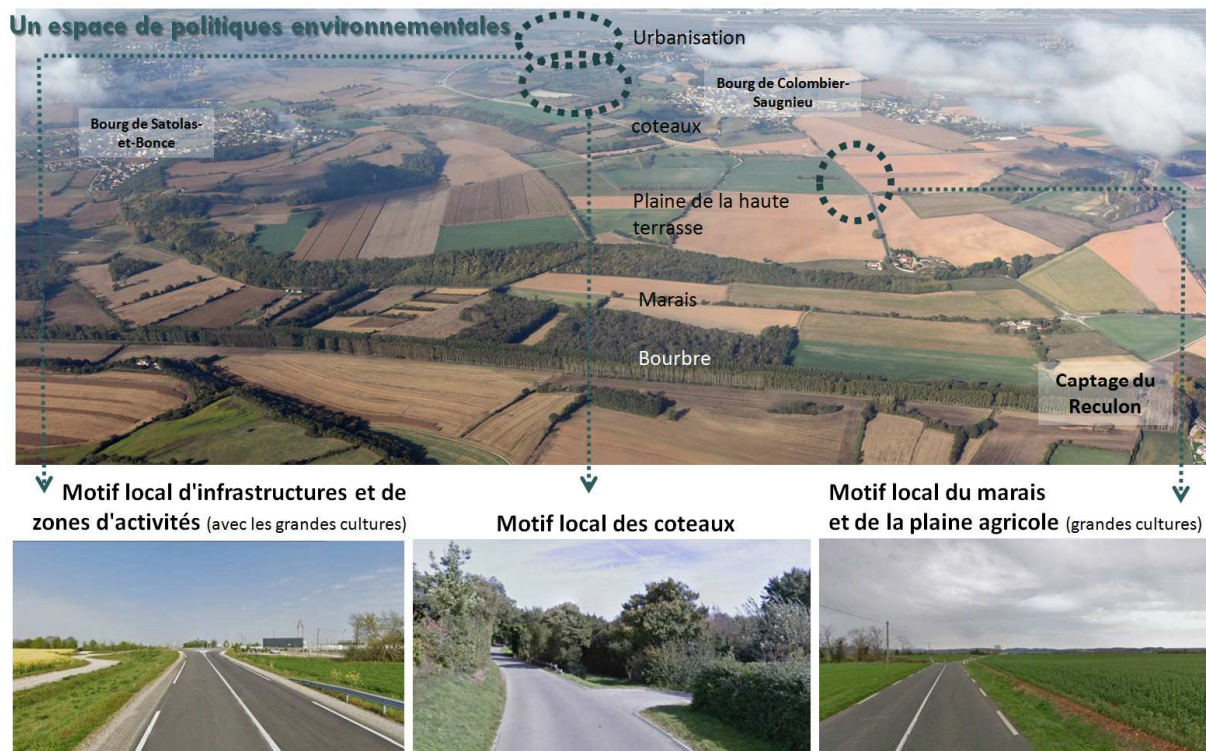 Un espace de politiques environnementales
Urbanisation
Bourg de Colombier-
Saugnieu
Bourg de Satolas-
et-Bonce
coteaux
Plaine de la haute
terrasse
Marais
Bourbre
Captage du
Reculon
Motif local d'infrastructures et de
zones d'activités (avec les grandes cultures)
Motif local des coteaux
Motif local du marais
et de la plaine agricole (grandes cultures)